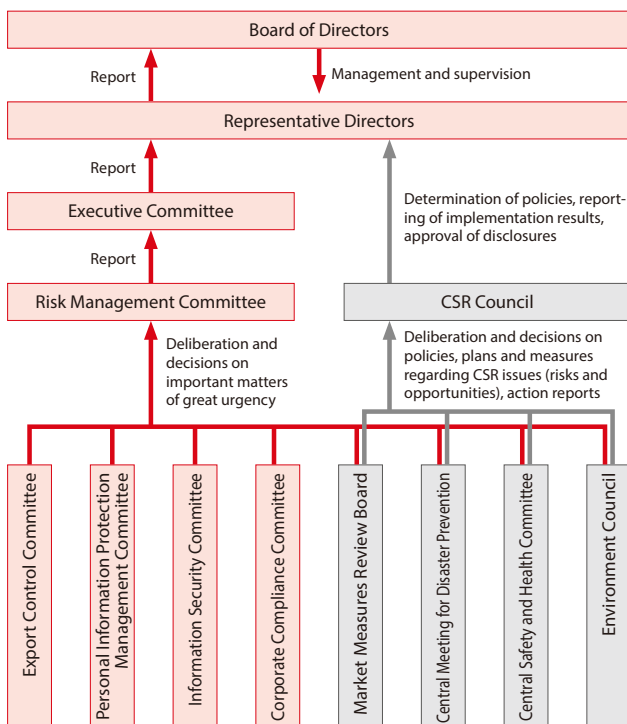 Board of Directors
Report
Management and supervision
Representative Directors
Report
Determination of policies, report-
ing of implementation results,
approval of disclosures
Executive Committee
Report
Risk Management Committee
CSR Council
Deliberation and
decisions on
important matters
of great urgency
Deliberation and decisions on
policies, plans and measures
regarding CSR issues (risks and
opportunities), action reports
Export Control Committee
Personal Information Protection
Management Committee
Information Security Committee
Corporate Compliance Committee
Market Measures Review Board
Central Meeting for Disaster Prevention
Central Safety and Health Committee
Environment Council